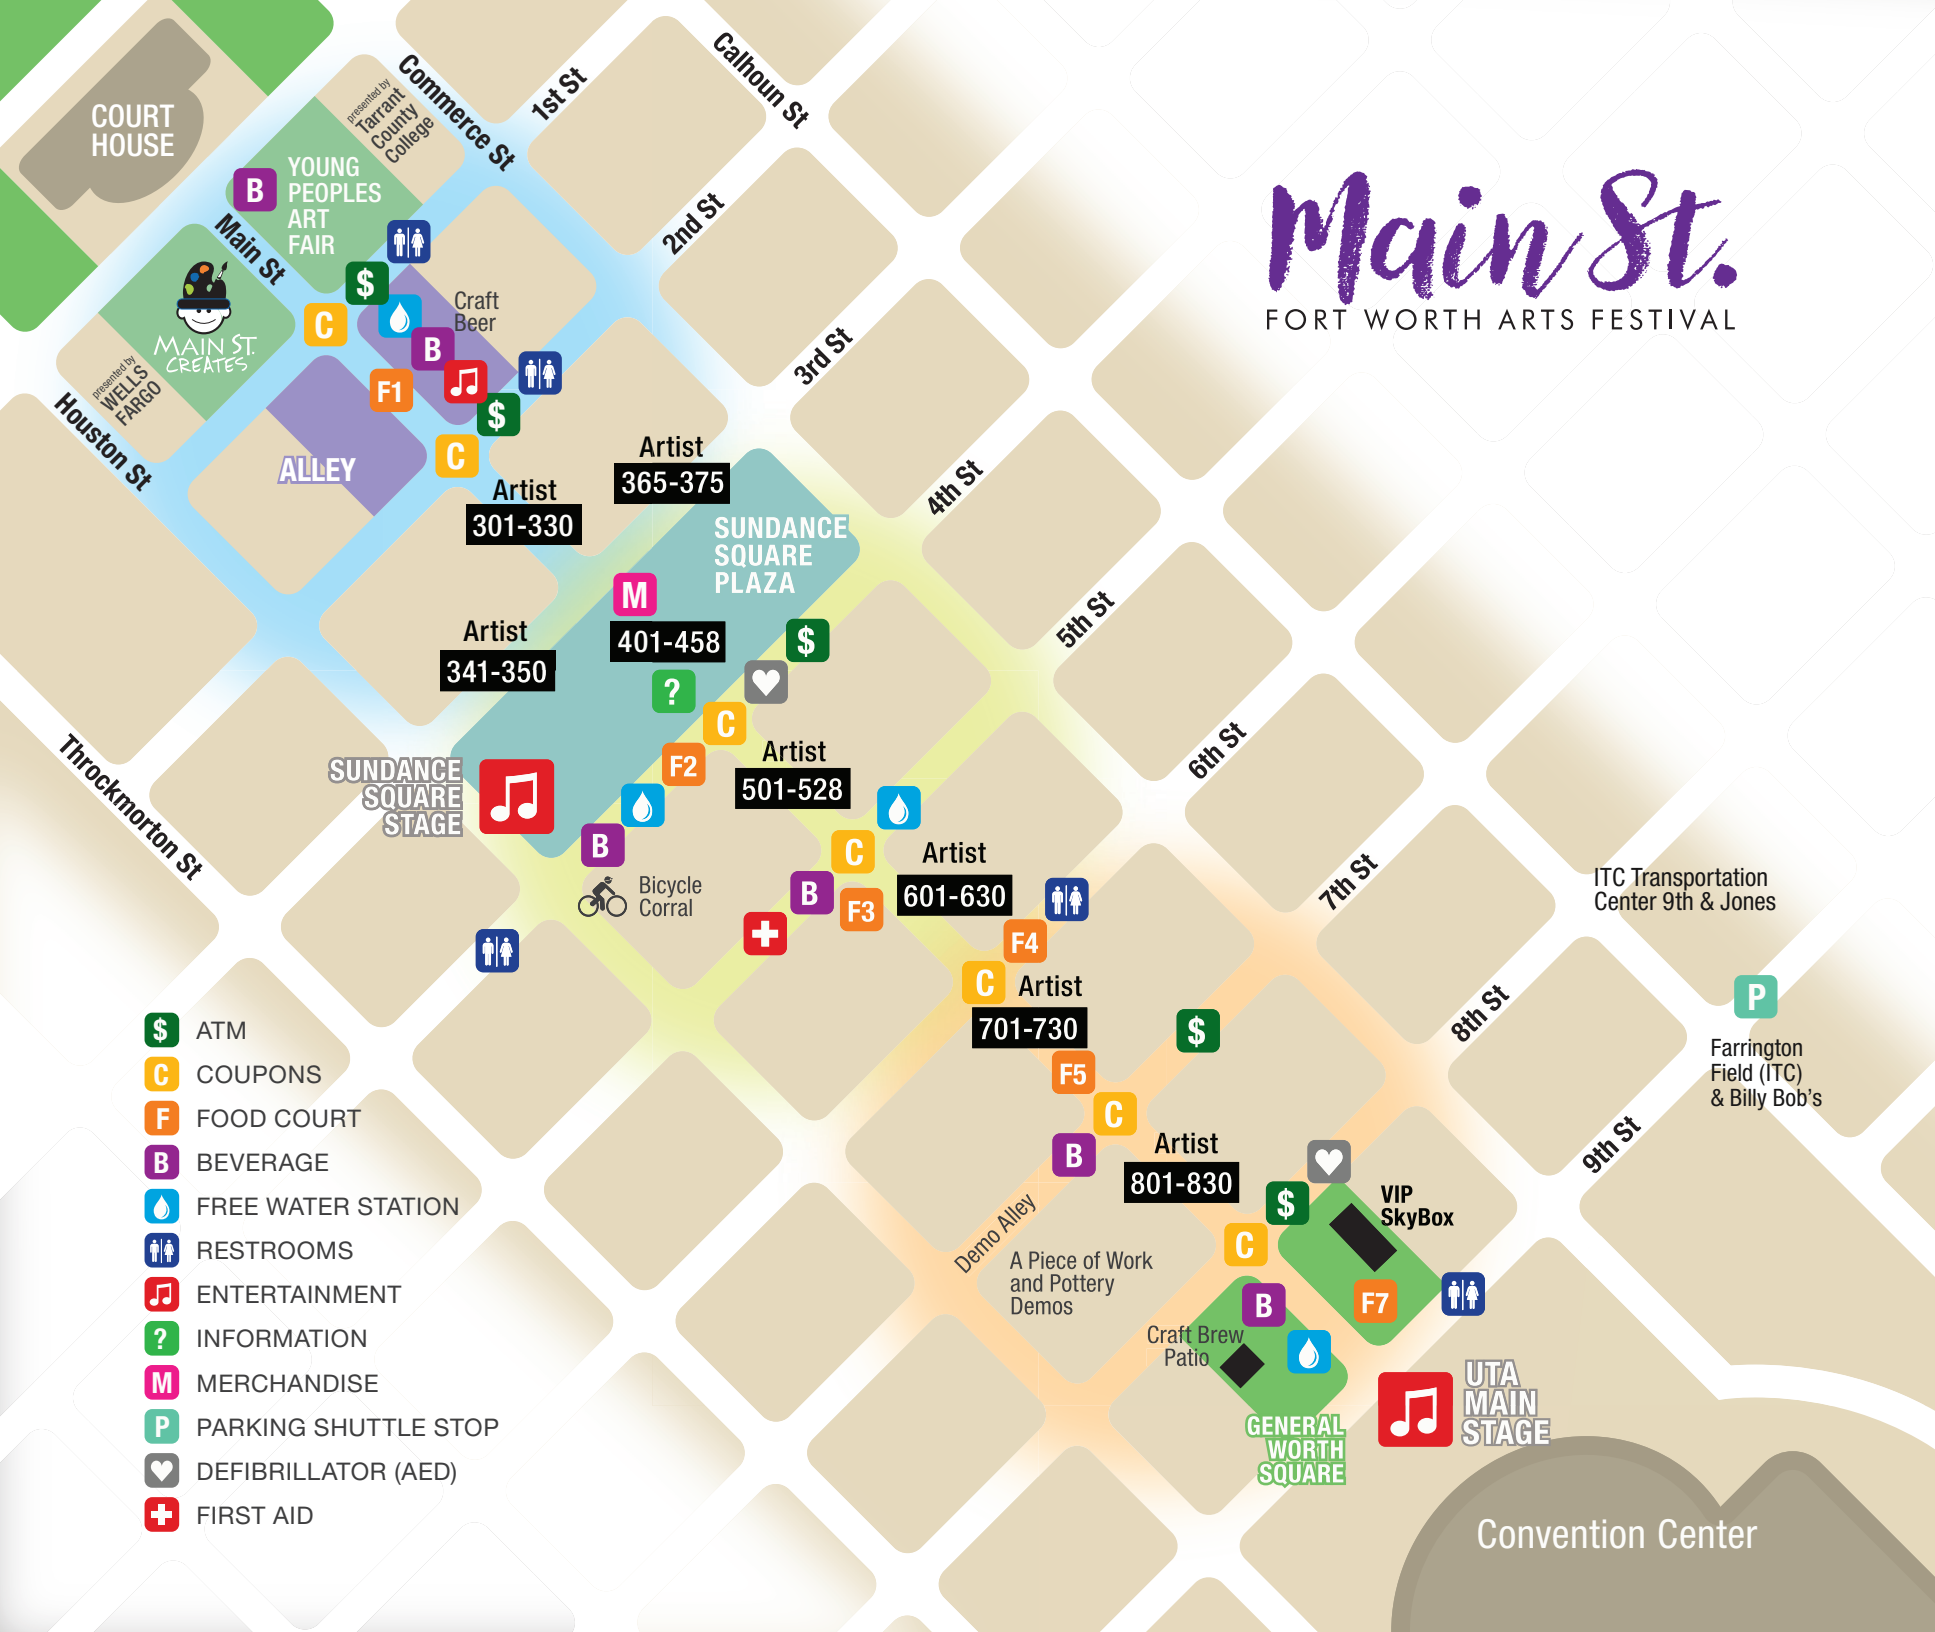 Main St.
FORT WORTH ARTS FESTIVAL
COURT
HOUSE
presented by
Tarrant
County
College
Commerce St
1st St
Calhoun St
B
YOUNG
PEOPLES
ART
FAIR
Main St
2nd St
$
C
Craft
Beer
B
MAIN ST.
CREATES
presented by
WELLS
FARGO
F1
$
3rd St
Houston St
ALLEY
C
Artist
301-330
Artist
365-375
4th St
SUNDANCE
SQUARE
PLAZA
M
401-458
$
5th St
Artist
341-350
?
C
Throckmorton St
SUNDANCE
SQUARE
STAGE
F2
Artist
501-528
6th St
B
Bicycle
Corral
C
B
F3
Artist
601-630
7th St
F4
C
Artist
701-730
$
ITC Transportation
Center 9th & Jones
P
Farrington
Field (ITC)
& Billy Bob's
8th St
F5
C
B
Artist
801-830
9th St
Demo Alley
A Piece of Work
and Pottery
Demos
$
C
VIP
SkyBox
B
F7
Craft Brew
Patio
GENERAL
WORTH
SQUARE
UTA
MAIN
STAGE
Convention Center
$ ATM
C COUPONS
F FOOD COURT
B BEVERAGE
FREE WATER STATION
RESTROOMS
ENTERTAINMENT
? INFORMATION
M MERCHANDISE
P PARKING SHUTTLE STOP
DEFIBRILLATOR (AED)
FIRST AID